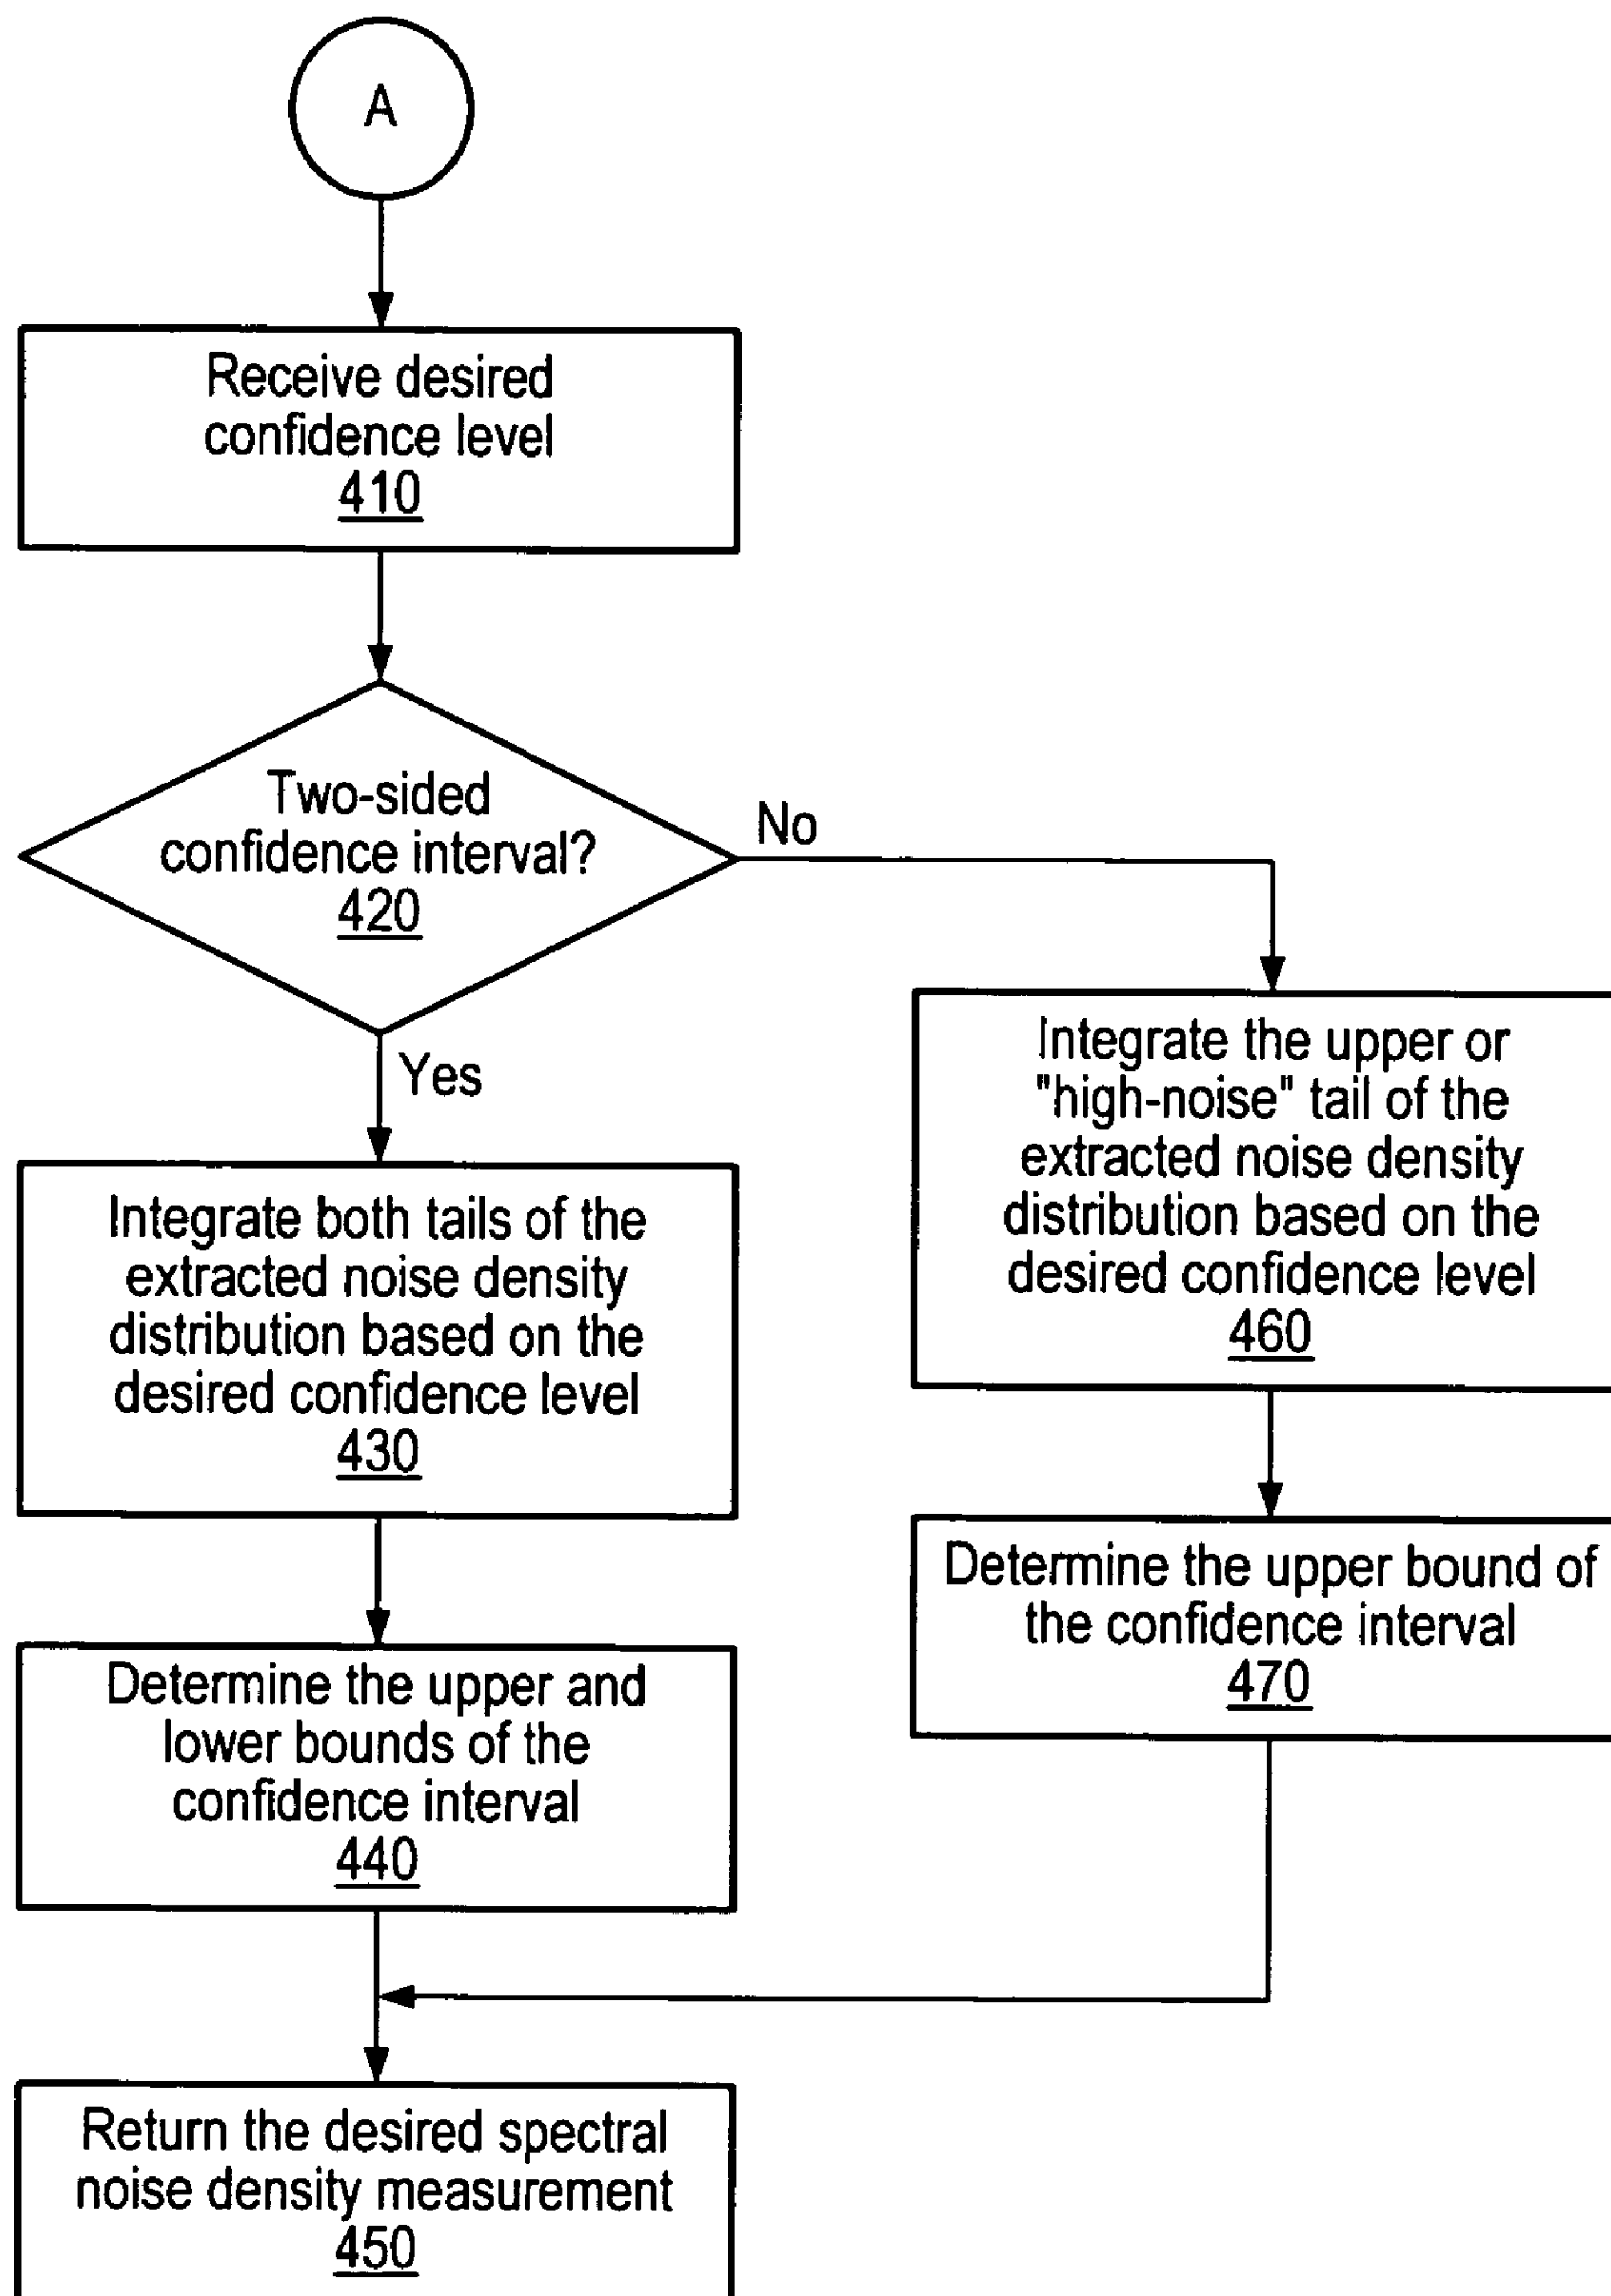 A
Receive desired
confidence level
410
Two-sided
confidence interval?
420
No
Yes
Integrate both tails of the
extracted noise density
distribution based on the
desired confidence level
430
Integrate the upper or
"high-noise" tail of the
extracted noise density
distribution based on the
desired confidence level
460
Determine the upper and
lower bounds of the
confidence interval
440
Determine the upper bound of
the confidence interval
470
Return the desired spectral
noise density measurement
450